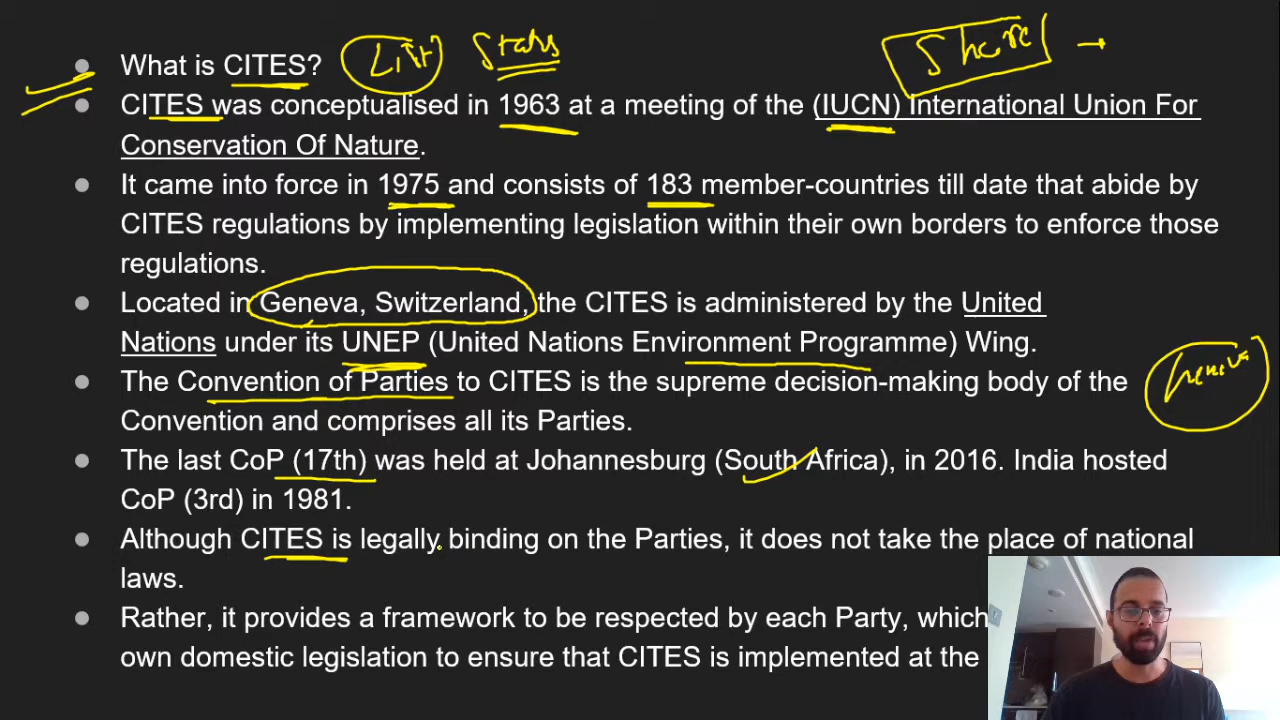 What is CITES? List Stars Share
CITES was conceptualised in 1963 at a meeting of the (IUCN) International Union For
Conservation Of Nature.
It came into force in 1975 and consists of 183 member-countries till date that abide by
CITES regulations by implementing legislation within their own borders to enforce those
regulations.
Located in Geneva, Switzerland, the CITES is administered by the United
Nations under its UNEP (United Nations Environment Programme) Wing.
The Convention of Parties to CITES is the supreme decision-making body of the
Convention and comprises all its Parties.
The last CoP (17th) was held at Johannesburg (South Africa), in 2016. India hosted
CoP (3rd) in 1981.
Although CITES is legally binding on the Parties, it does not take the place of national
laws.
Rather, it provides a framework to be respected by each Party, which
own domestic legislation to ensure that CITES is implemented at the